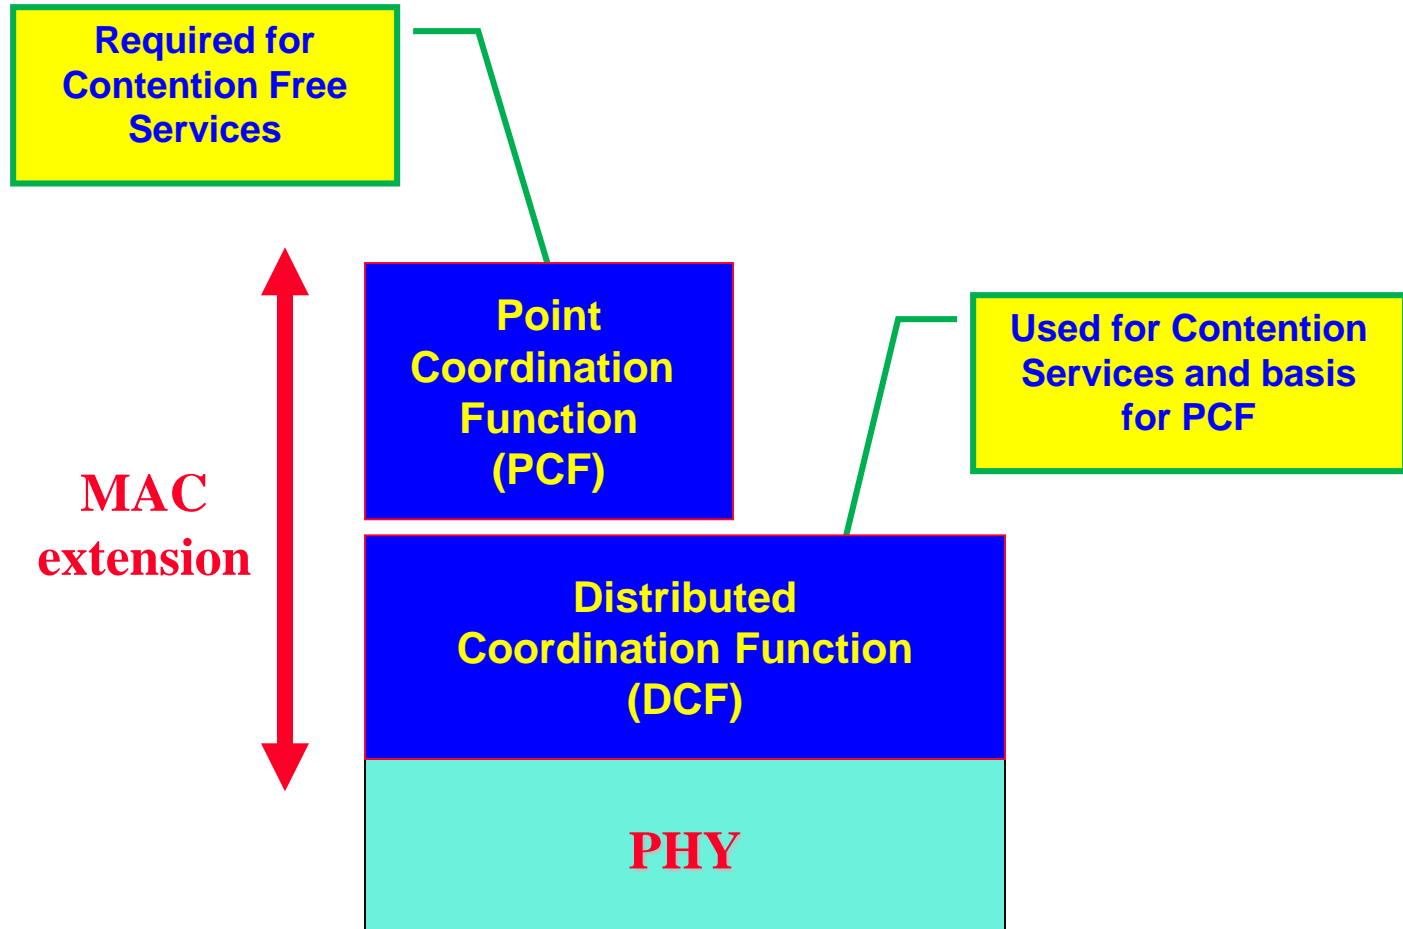 Required for
Contention Free
Services
Point
Coordination
Function
(PCF)
Used for Contention
Services and basis
for PCF
MAC
extension
Distributed
Coordination Function
(DCF)
PHY